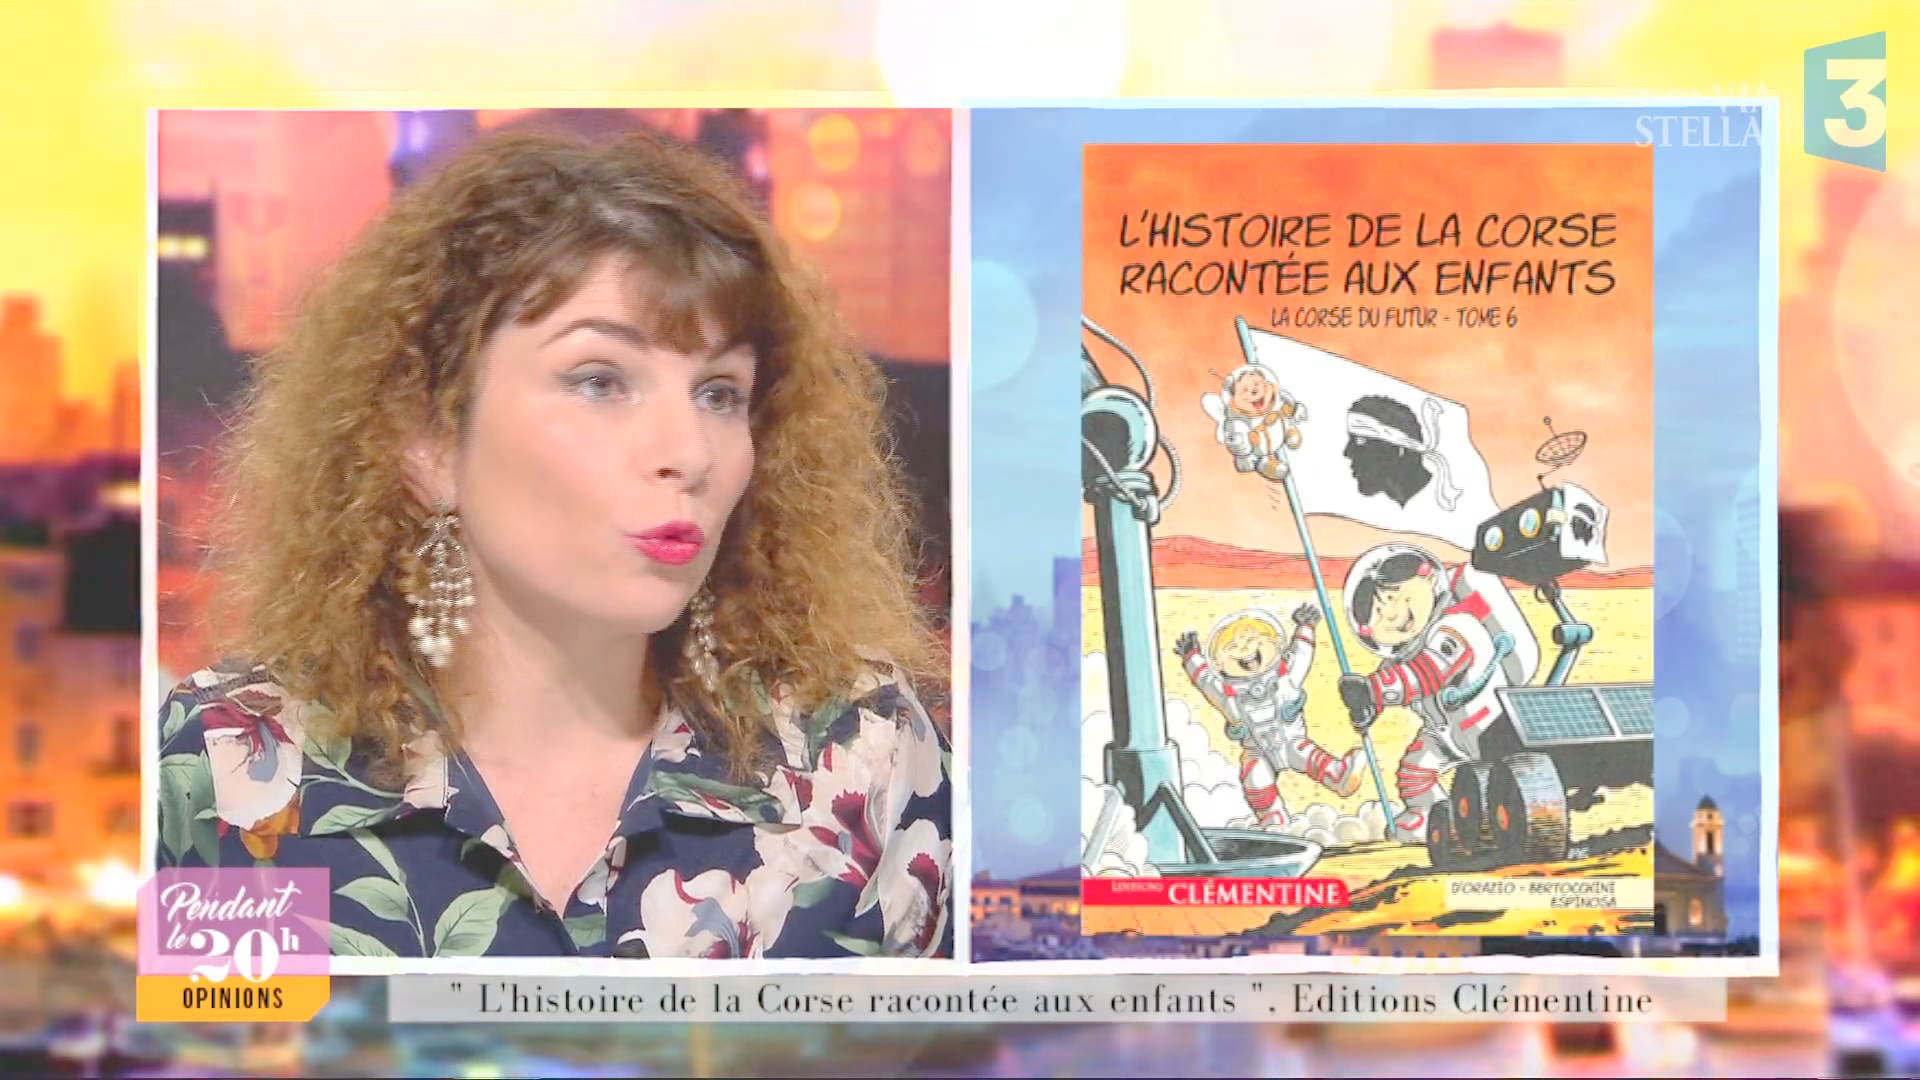 VIA
STELLA
3
L'HISTOIRE DE LA CORSE
RACONTÉE AUX ENFANTS
LA CORSE DU FUTUR - TOME 6
EDITIONS CLÉMENTINE
D'ORAZIO - BERTOCCHINI
ESPINOSA
Pendant
le 20h
OPINIONS
" L'histoire de la Corse racontée aux enfants ". Editions Clémentine